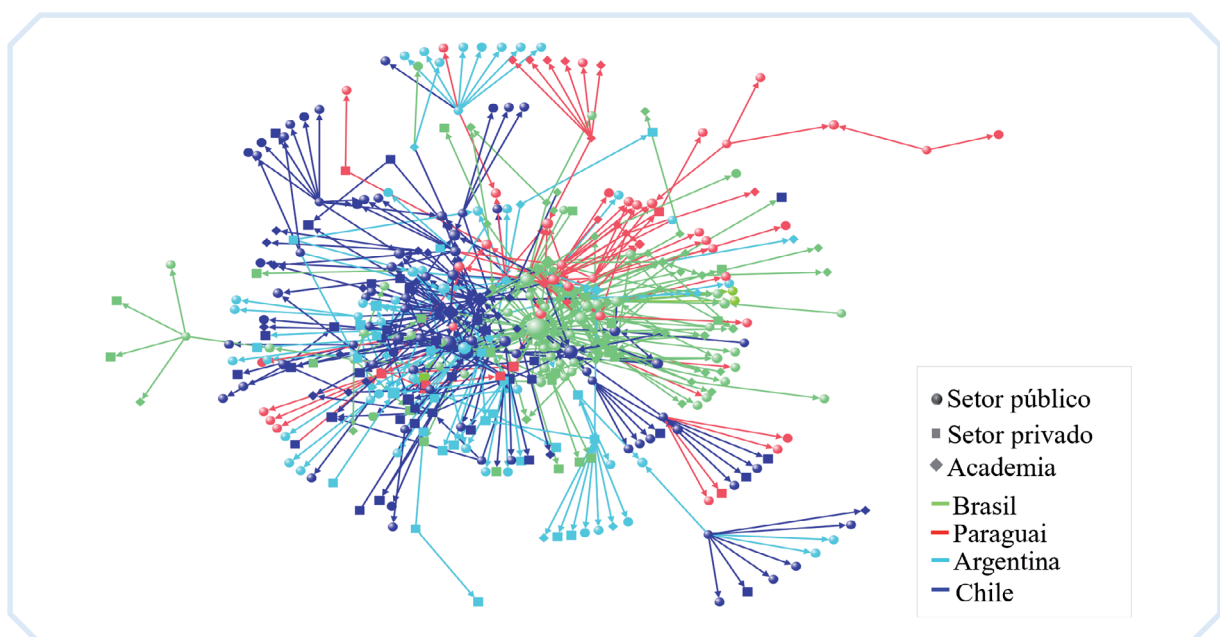 Setor público
Setor privado
Academia
Brasil
Paraguai
Argentina
Chile